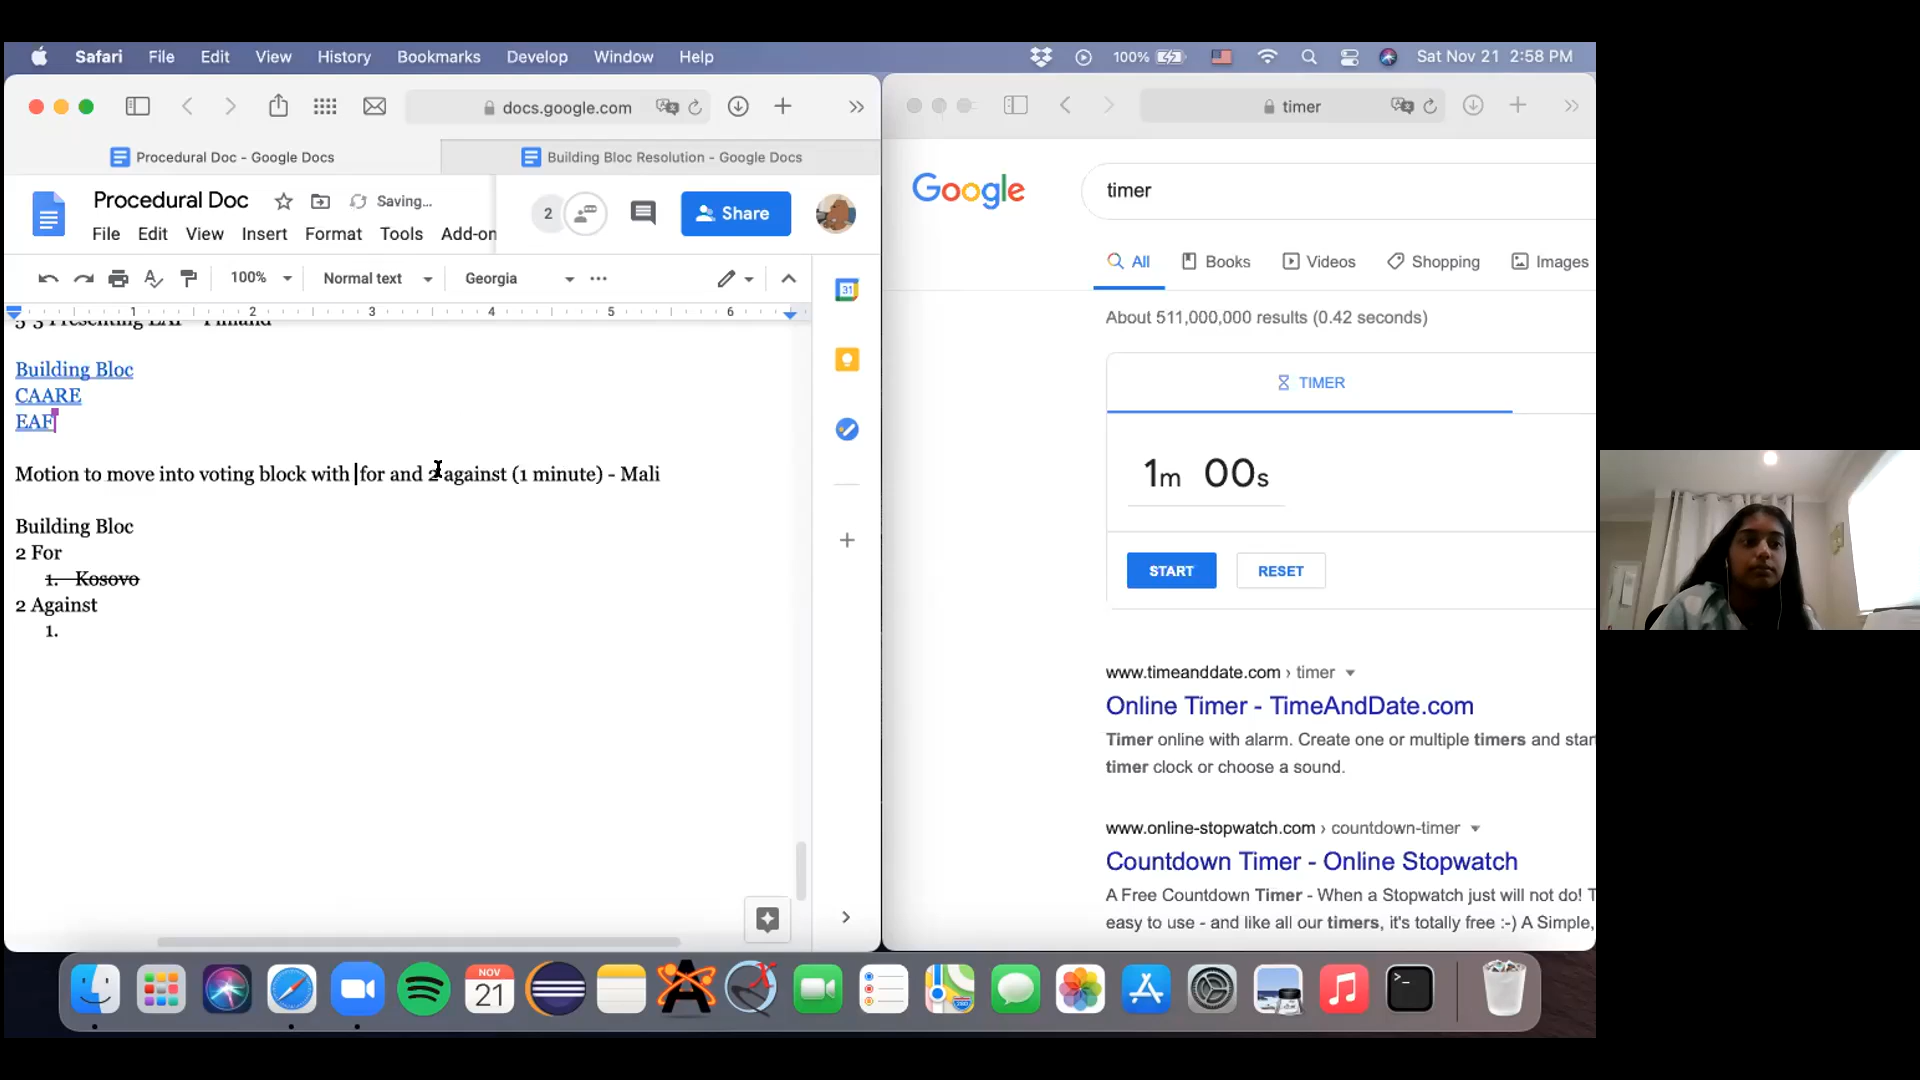 Safari File Edit View History Bookmarks Develop Window Help 100% Sat Nov 21 2:58 PM
docs.google.com
timer
Procedural Doc - Google Docs
Building Bloc Resolution - Google Docs
Procedural Doc Saving...
2
Share
File Edit View Insert Format Tools Add-on
100% Normal text Georgia
1 2 3 4 5 6
31
Building Bloc
CAARE
EAF
Motion to move into voting block with for and 2 against (1 minute) - Mali
Building Bloc
2 For
1. Kosovo
2 Against
1.
Google
timer
All Books Videos Shopping Images
About 511,000,000 results (0.42 seconds)
TIMER
1m 00s
START RESET
www.timeanddate.com › timer
Online Timer - TimeAndDate.com
Timer online with alarm. Create one or multiple timers and star
timer clock or choose a sound.
www.online-stopwatch.com › countdown-timer
Countdown Timer - Online Stopwatch
A Free Countdown Timer - When a Stopwatch just will not do! T
easy to use - and like all our timers, it's totally free :-) A Simple,
NOV
21